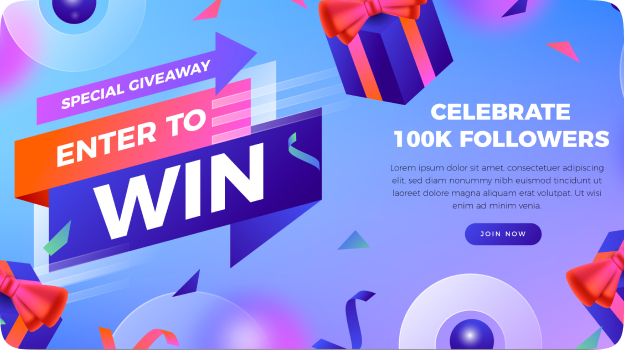 SPECIAL GIVEAWAY
ENTER TO
WIN
CELEBRATE
100K FOLLOWERS
Lorem ipsum dolor sit amet, consectetuer adipiscing
elit, sed diam nonummy nibh euismod tincidunt ut
laoreet dolore magna aliquam erat volutpat. Ut wisi
enim ad minim venia.
JOIN NOW